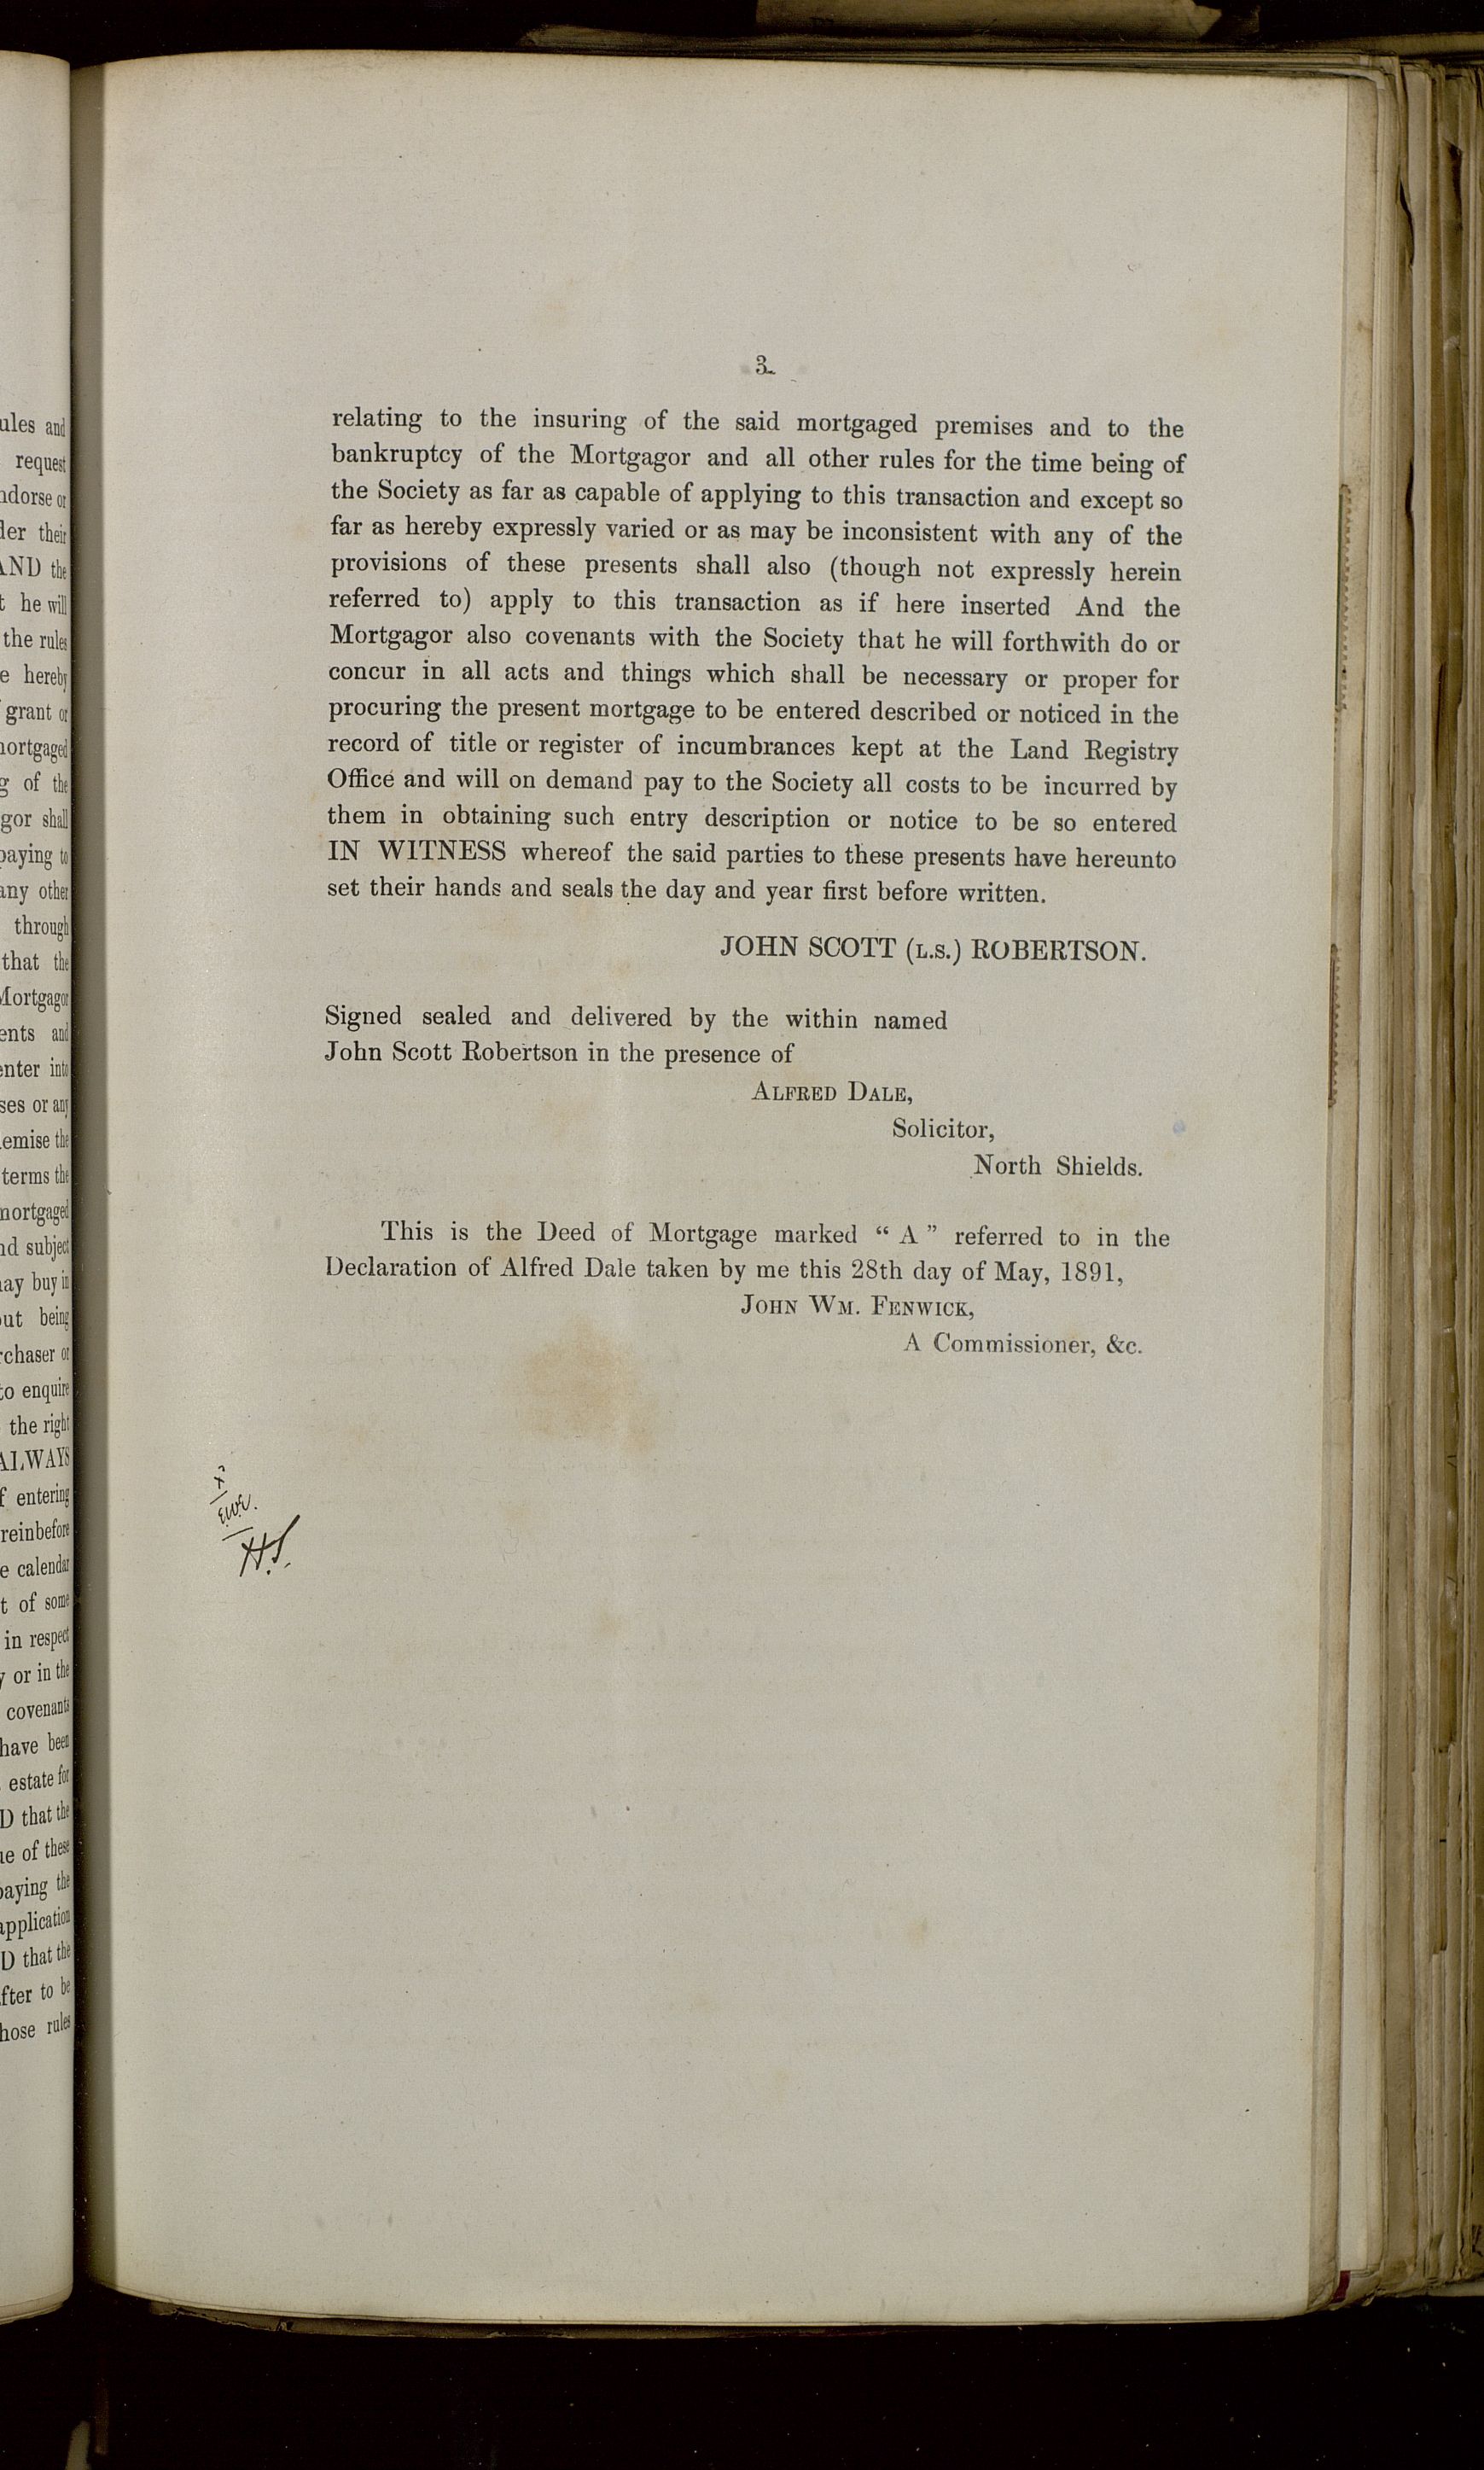 3
relating to the insuring of the said mortgaged premises and to the
bankruptcy of the Mortgagor and all other rules for the time being of
the Society as far as capable of applying to this transaction and except so
far as hereby expressly varied or as may be inconsistent with any of the
provisions of these presents shall also (though not expressly herein
referred to) apply to this transaction as if here inserted And the
Mortgagor also covenants with the Society that he will forthwith do or
concur in all acts and things which shall be necessary or proper for
procuring the present mortgage to be entered described or noticed in the
record of title or register of incumbrances kept at the Land Registry
Office and will on demand pay to the Society all costs to be incurred by
them in obtaining such entry description or notice to be so entered
IN WITNESS whereof the said parties to these presents have hereunto
set their hands and seals the day and year first before written.
JOHN SCOTT (L.S.) ROBERTSON.
Signed sealed and delivered by the within named
John Scott Robertson in the presence of
ALFRED DALE,
Solicitor,
North Shields.
This is the Deed of Mortgage marked “ A ” referred to in the
Declaration of Alfred Dale taken by me this 28th day of May, 1891,
JOHN WM. FENWICK,
A Commissioner, &c.